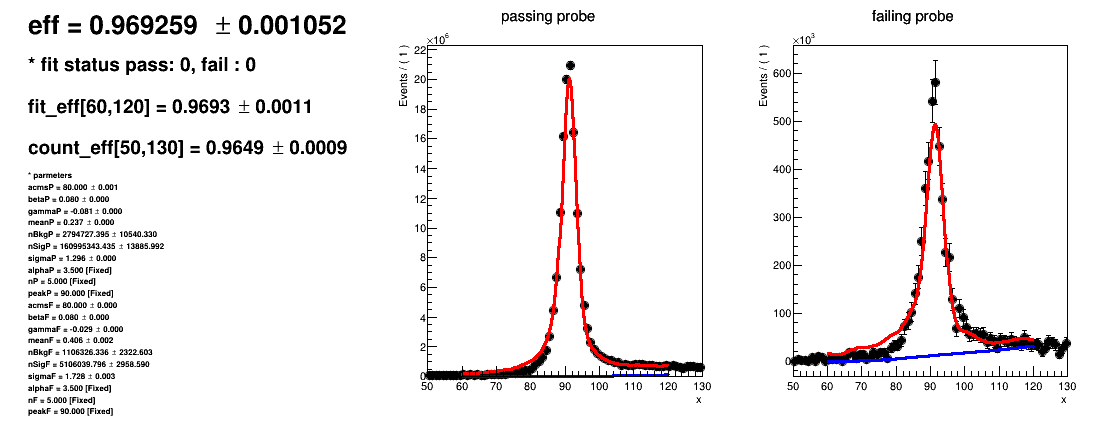 eff = 0.969259 ± 0.001052
* fit status pass: 0, fail : 0
fit_eff[60,120] = 0.9693 ± 0.0011
count_eff[50,130] = 0.9649 ± 0.0009
* parmeters
acmsP = 80.000 ± 0.001
betaP = 0.080 ± 0.000
gammaP = -0.081 ± 0.000
meanP = 0.237 ± 0.000
nBkgP = 2794727.395 ± 10540.330
nSigP = 160995343.435 ± 13885.992
sigmaP = 1.296 ± 0.000
alphaP = 3.500 [Fixed]
nP = 5.000 [Fixed]
peakP = 90.000 [Fixed]
acmsF = 80.000 ± 0.000
betaF = 0.080 ± 0.000
gammaF = -0.029 ± 0.000
meanF = 0.406 ± 0.002
nBkgF = 1106326.336 ± 2322.603
nSigF = 5106039.796 ± 2958.590
sigmaF = 1.728 ± 0.003
alphaF = 3.500 [Fixed]
nF = 5.000 [Fixed]
peakF = 90.000 [Fixed]
passing probe
×10⁶
Events / ( 1 )
22
20
18
16
14
12
10
8
6
4
2
0
50 60 70 80 90 100 110 120 130
x
failing probe
×10³
Events / ( 1 )
600
500
400
300
200
100
0
50 60 70 80 90 100 110 120 130
x